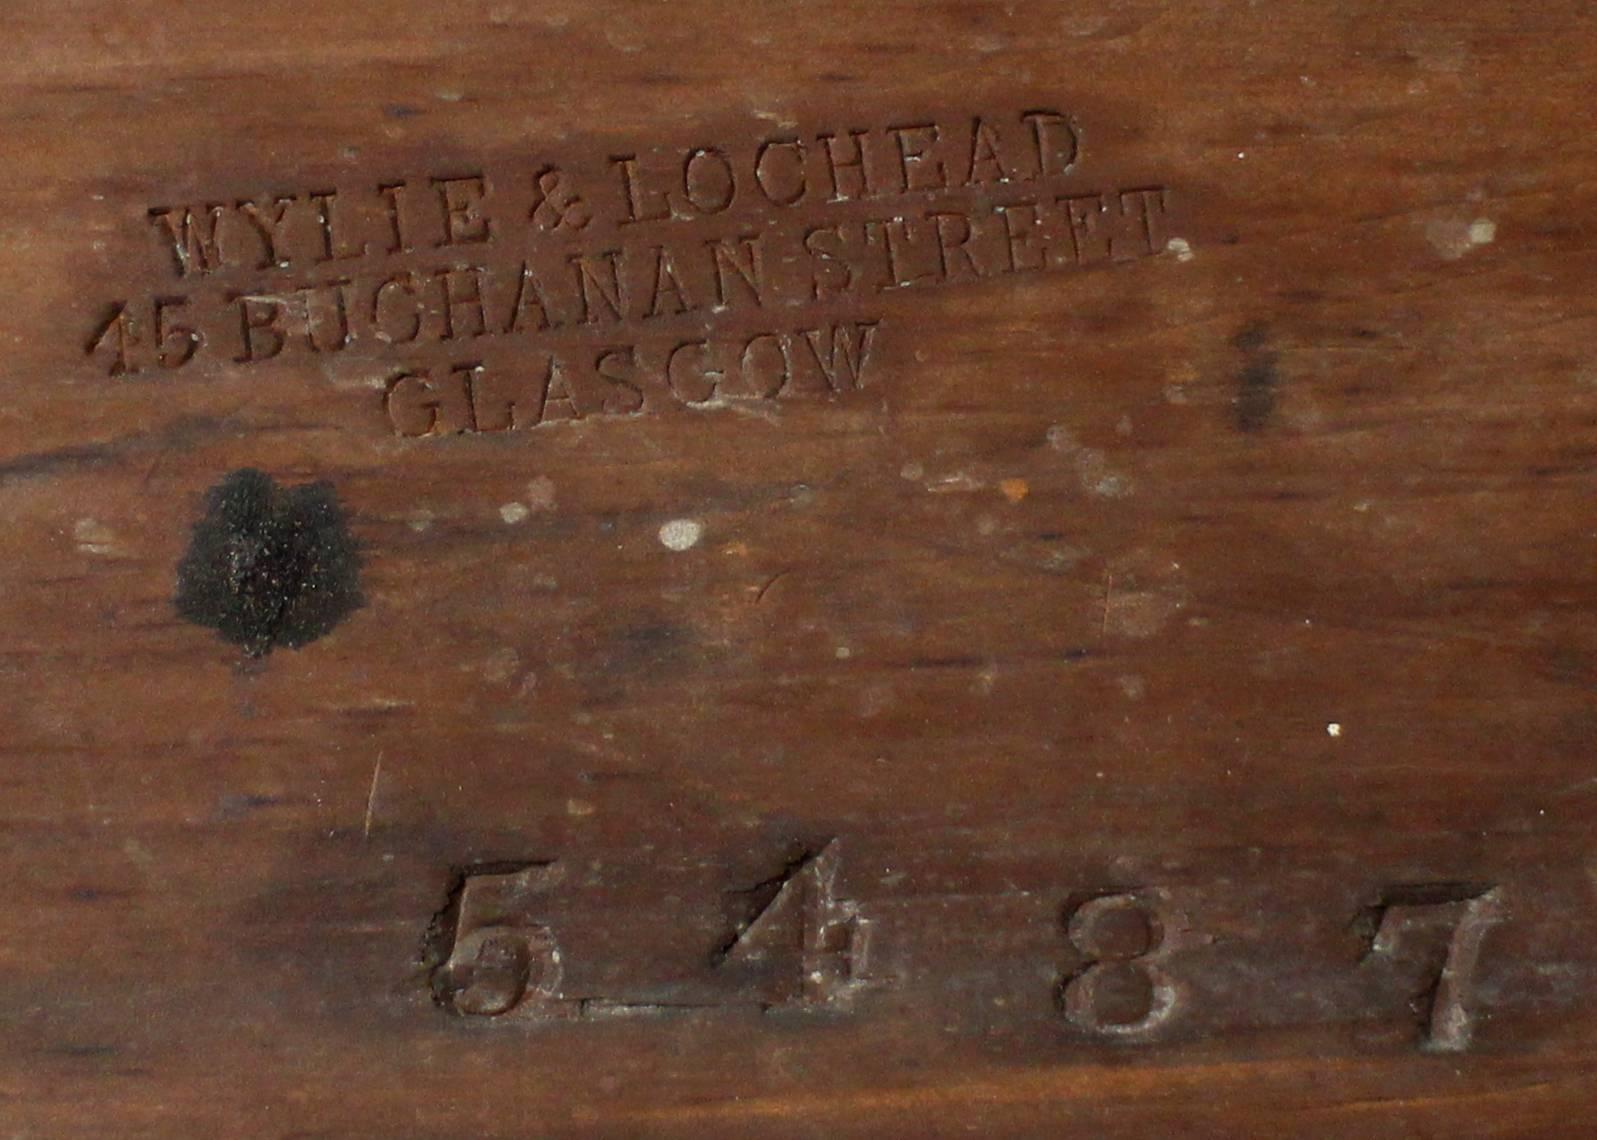 WYLIE & LOCHEAD
45 BUCHANAN STREET
GLASGOW
5487